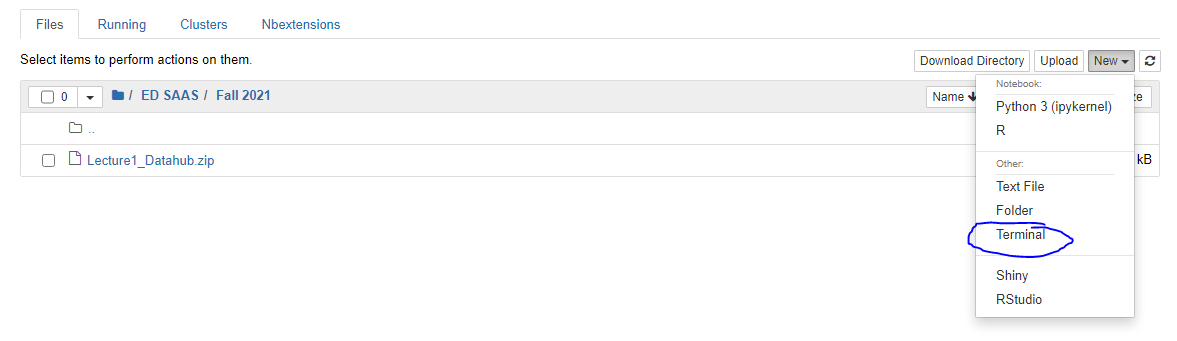 Files Running Clusters Nbextensions
Select items to perform actions on them.
Download Directory Upload New
0 / ED SAAS / Fall 2021 Name
Notebook:
Python 3 (ipykernel)
R
..
Lecture1_Datahub.zip kB
Other:
Text File
Folder
Terminal
Shiny
RStudio